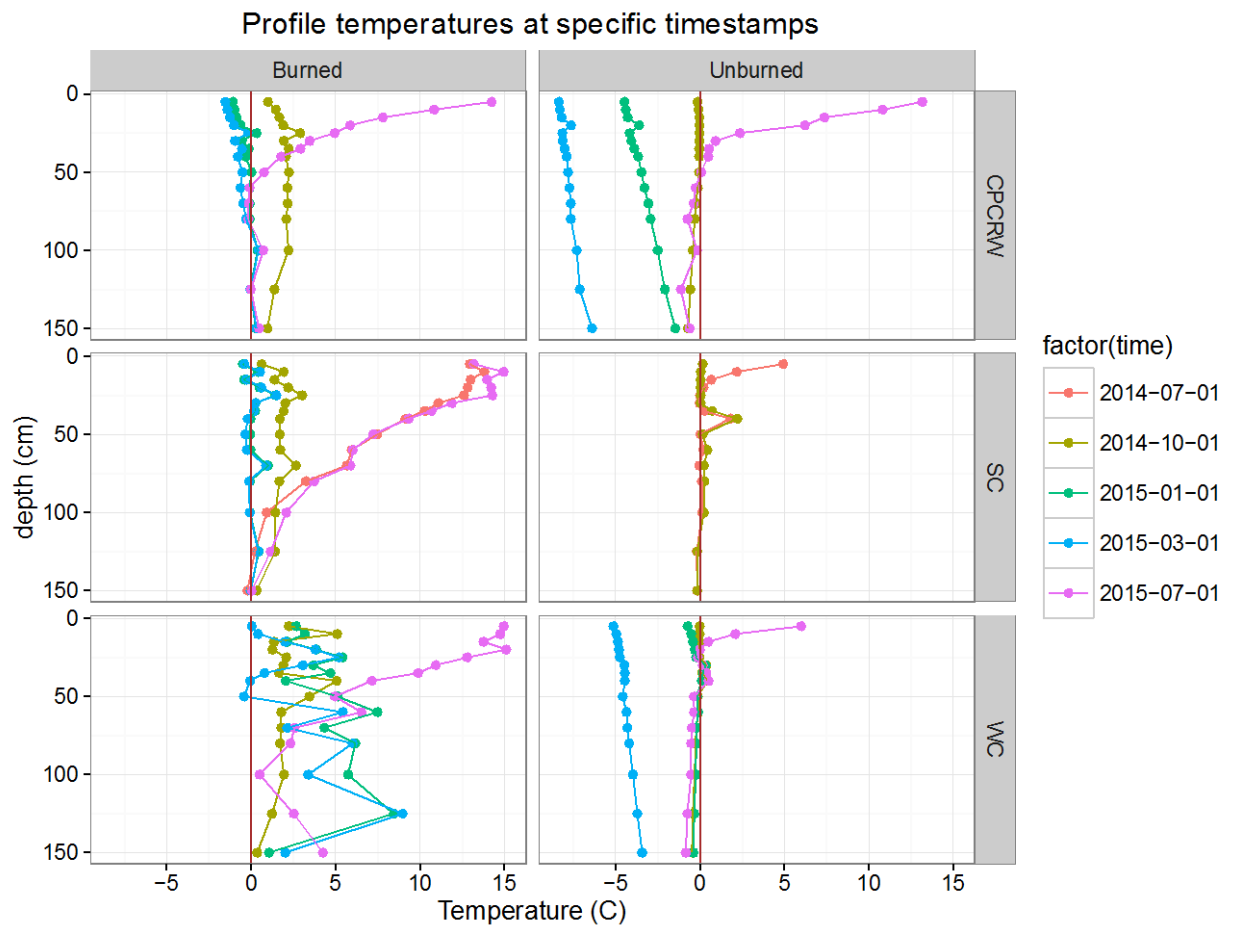 Profile temperatures at specific timestamps
Burned
Unburned
0
50
100
150
CPCRW
0
50
100
150
SC
0
50
100
150
WC
depth (cm)
−5 0 5 10 15
−5 0 5 10 15
Temperature (C)
factor(time)
2014−07−01
2014−10−01
2015−01−01
2015−03−01
2015−07−01